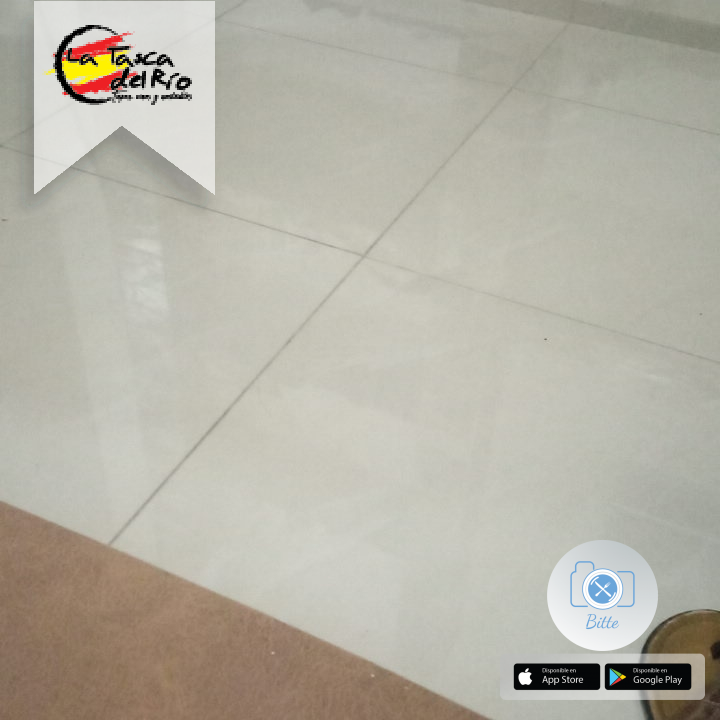 La Tasca
del Río
Tapas, vinos y embutidos
Bitte
Disponible en
App Store
Disponible en
Google Play